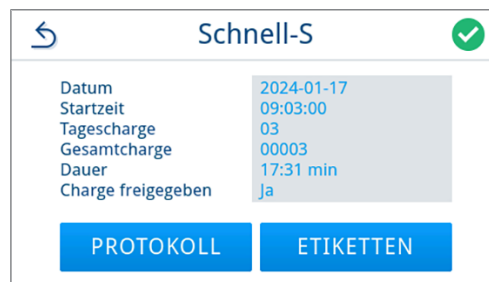 Schnell-S
Datum 2024-01-17
Startzeit 09:03:00
Tagescharge 03
Gesamtcharge 00003
Dauer 17:31 min
Charge freigegeben Ja
PROTOKOLL ETIKETTEN